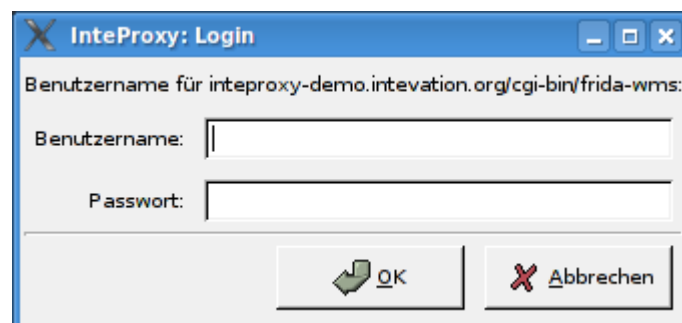 InteProxy: Login
Benutzername für inteproxy-demo.intevation.org/cgi-bin/frida-wms:
Benutzername:
Passwort:
OK Abbrechen